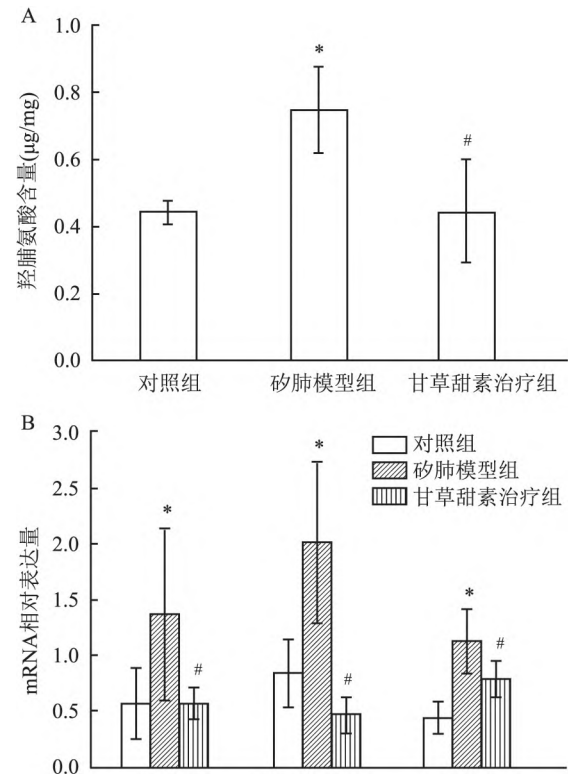 A
1.0
*
0.8
#
0.6
0.4
0.2
0.0
羟脯氨酸含量(μg/mg)
对照组
矽肺模型组
甘草甜素治疗组
B
3.0
对照组
矽肺模型组
甘草甜素治疗组
*
2.5
*
2.0
1.5
*
1.0
#
#
#
0.5
0.0
mRNA相对表达量